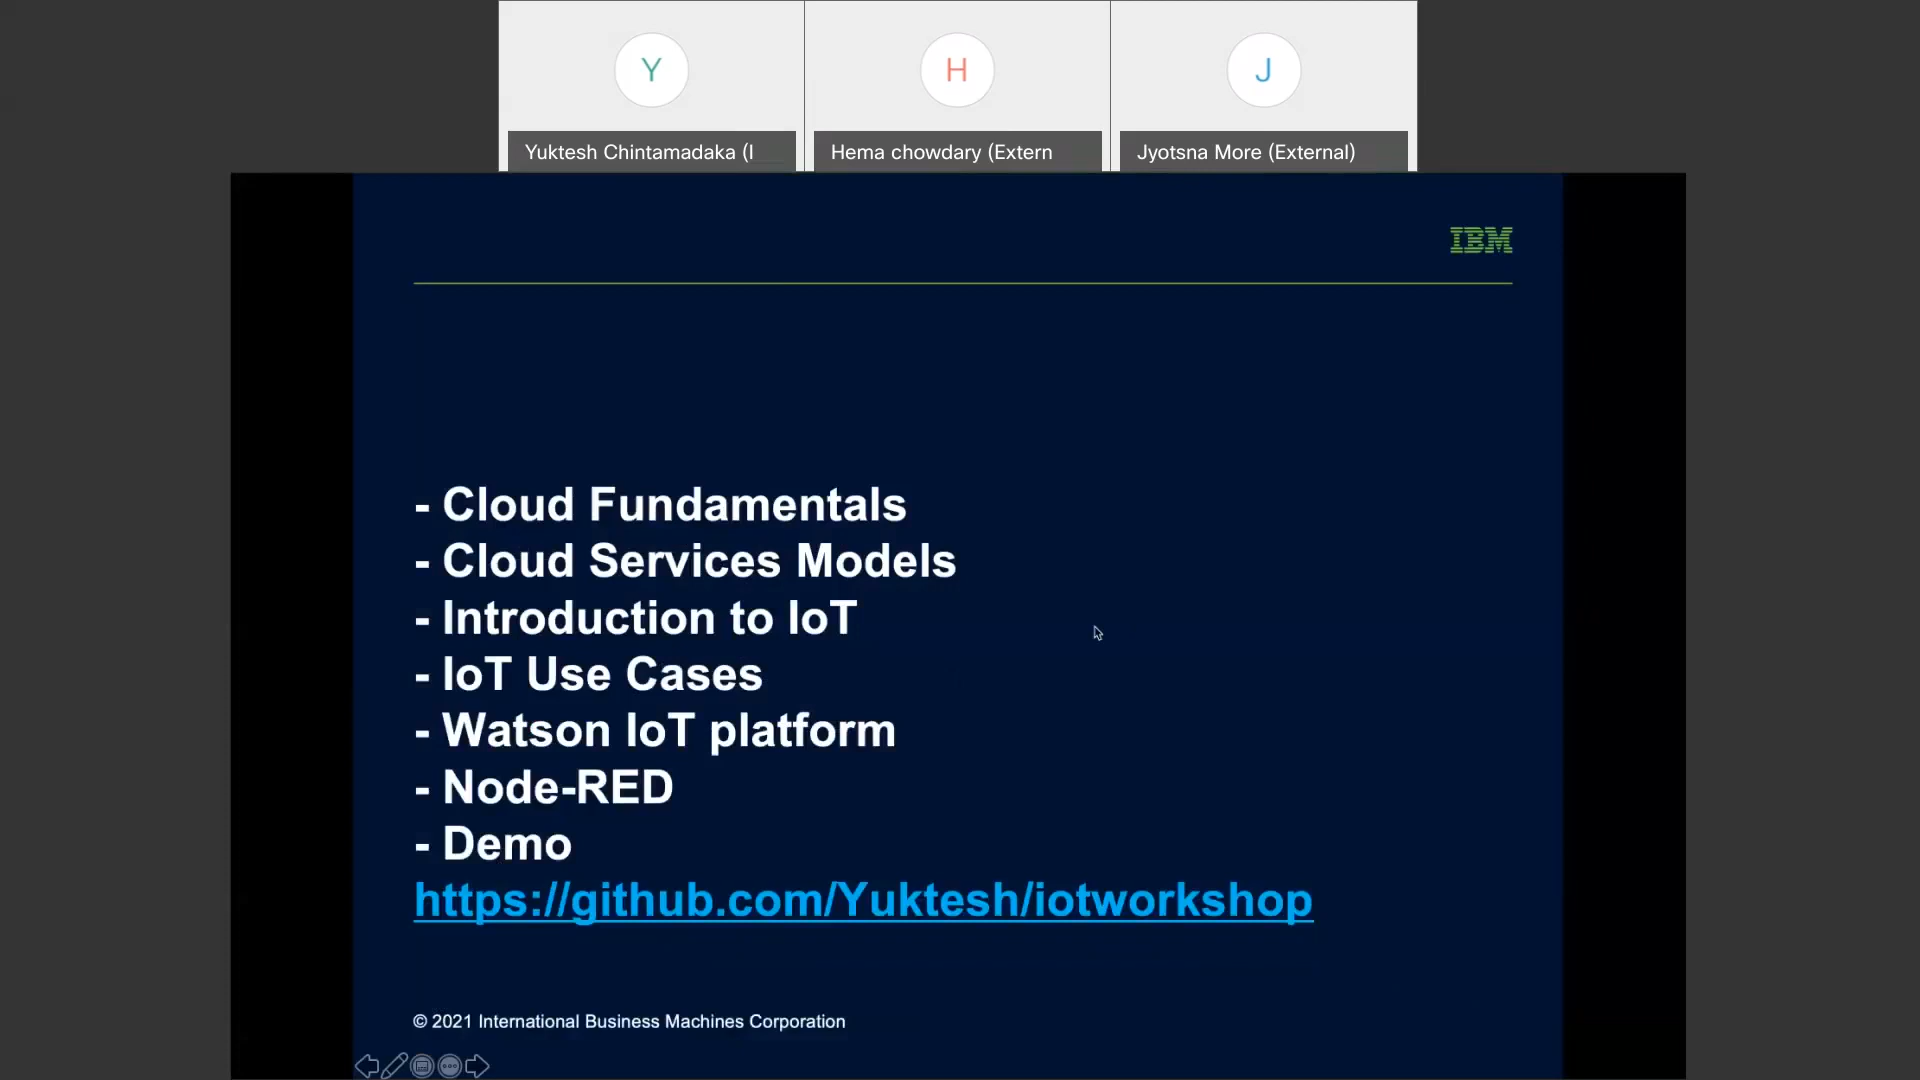 Y
H
J
Yuktesh Chintamadaka (I
Hema chowdary (Extern
Jyotsna More (External)
IBM
- Cloud Fundamentals
- Cloud Services Models
- Introduction to IoT
- IoT Use Cases
- Watson IoT platform
- Node-RED
- Demo
https://github.com/Yuktesh/iotworkshop
© 2021 International Business Machines Corporation